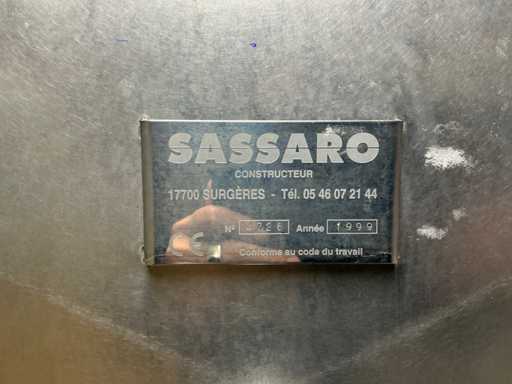 SASSARO
CONSTRUCTEUR
17700 SURGÈRES - Tél. 05 46 07 21 44
N° Année 1999
CE Conforme au code du travail